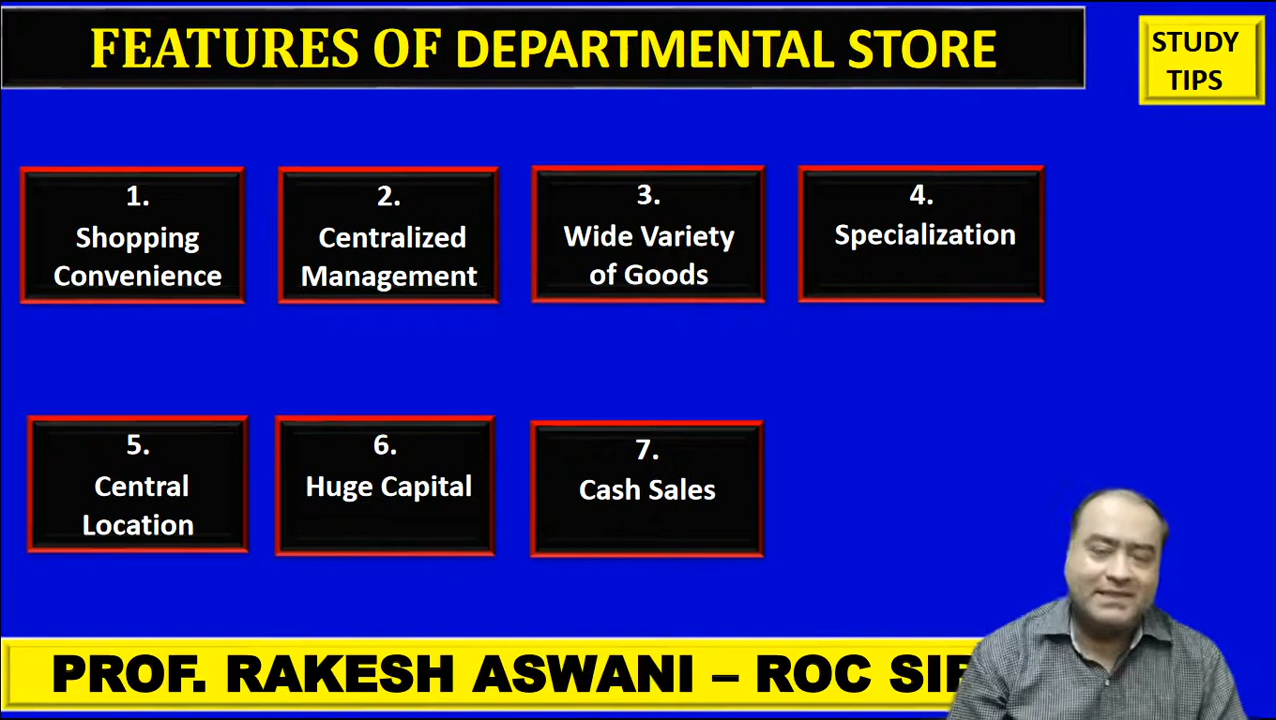 FEATURES OF DEPARTMENTAL STORE
STUDY
TIPS
1.
Shopping
Convenience
2.
Centralized
Management
3.
Wide Variety
of Goods
4.
Specialization
5.
Central
Location
6.
Huge Capital
7.
Cash Sales
PROF. RAKESH ASWANI – ROC